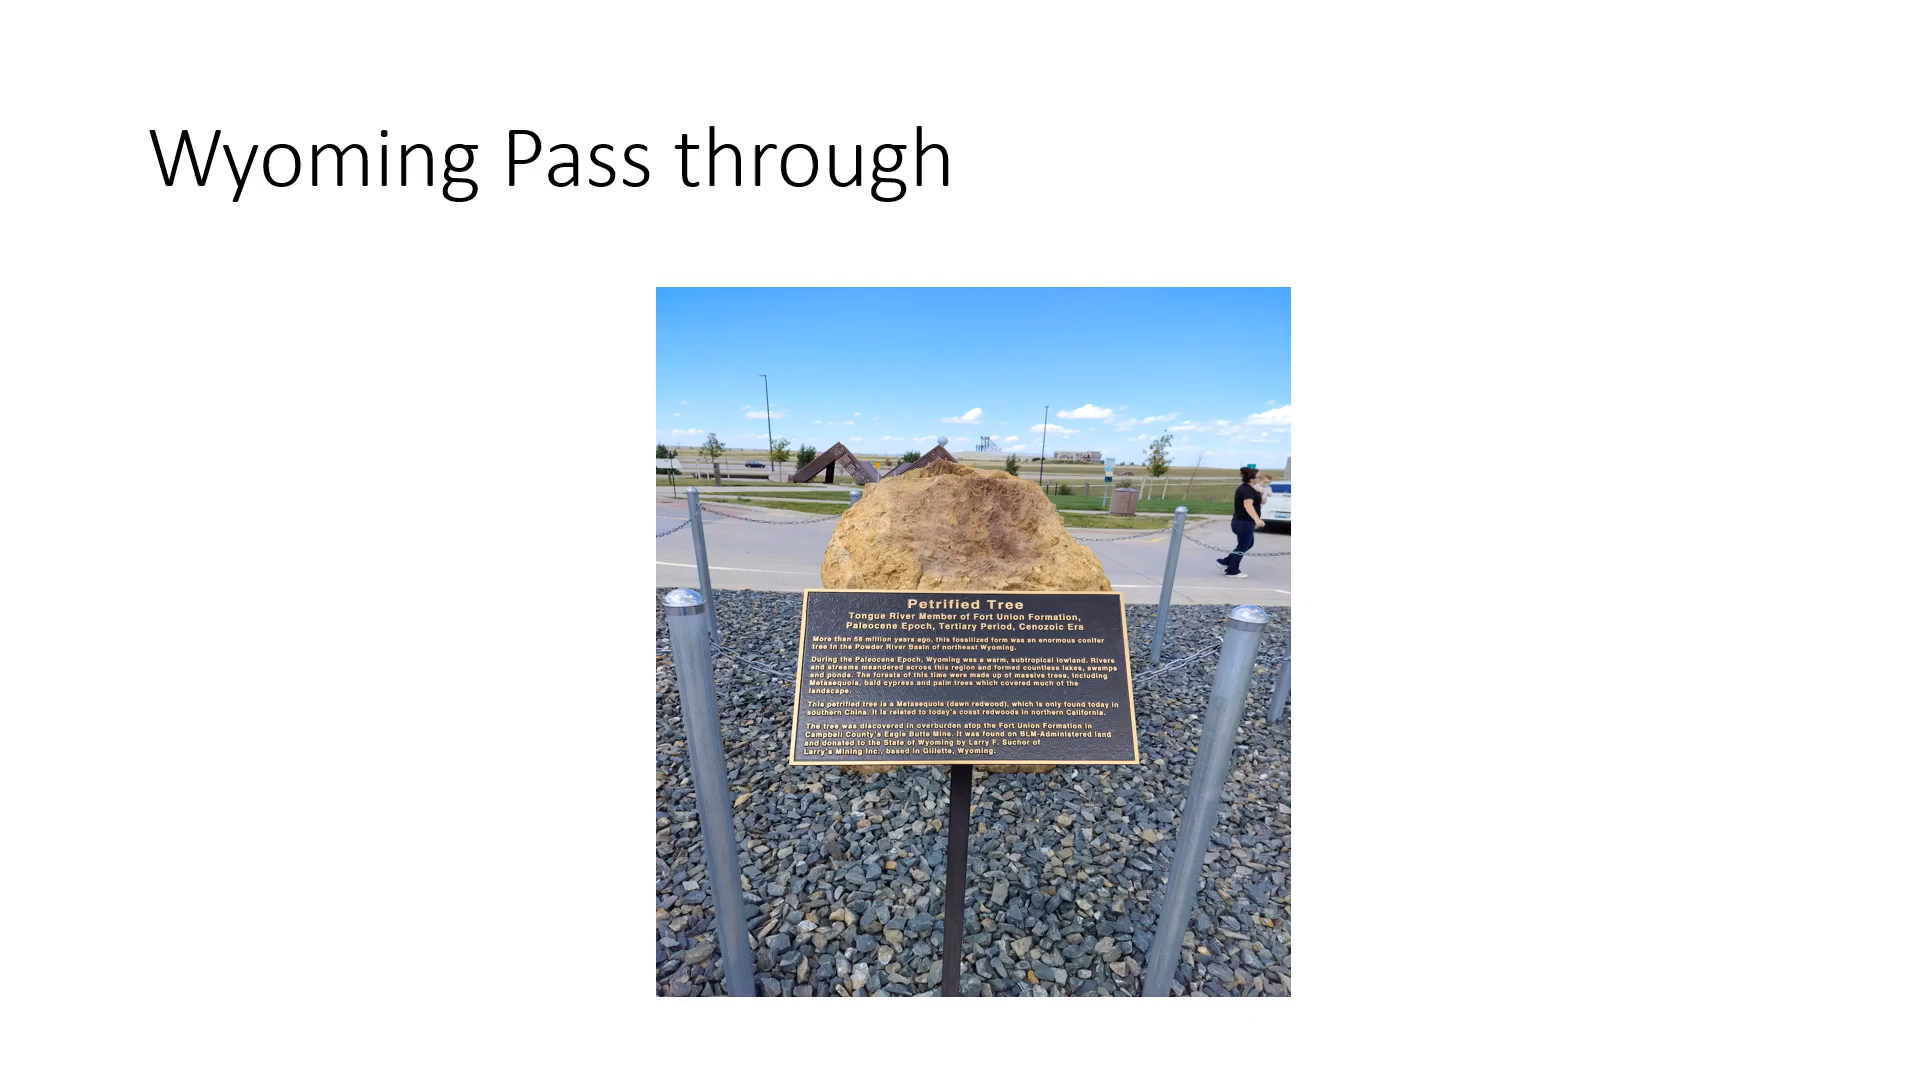 Wyoming Pass through
Petrified Tree
Tongue River Member of Fort Union Formation,
Paleocene Epoch, Tertiary Period, Cenozoic Era
More than 56 million years ago, this fossilized form was an enormous conifer
tree in the Powder River Basin of northeast Wyoming.
During the Paleocene Epoch, Wyoming was a warm, subtropical lowland. Rivers
and streams meandered across this region and formed countless lakes, swamps
and ponds. The forests of this time were made up of massive trees, including
Metasequoia, bald cypress and palm trees which covered much of the
landscape.
This petrified tree is a Metasequoia (dawn redwood), which is only found today in
southern China. It is related to today's coast redwoods in northern California.
The tree was discovered in overburden atop the Fort Union Formation in
Campbell County's Eagle Butte Mine. It was found on BLM-Administered land
and donated to the State of Wyoming by Larry F. Suchor of
Larry's Mining Inc., based in Gillette, Wyoming.